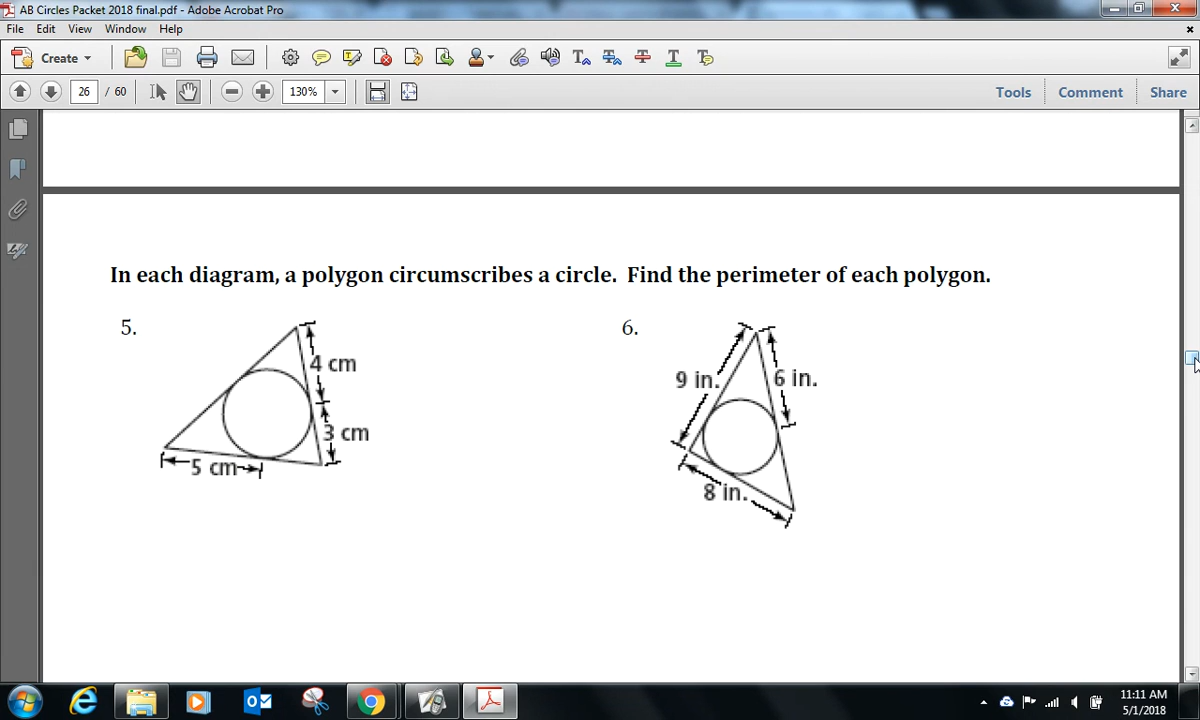 AB Circles Packet 2018 final.pdf - Adobe Acrobat Pro
File Edit View Window Help
Create
26 / 60 130% Tools Comment Share
In each diagram, a polygon circumscribes a circle. Find the perimeter of each polygon.
5.
4 cm
3 cm
5 cm
6.
9 in.
6 in.
8 in.
11:11 AM
5/1/2018